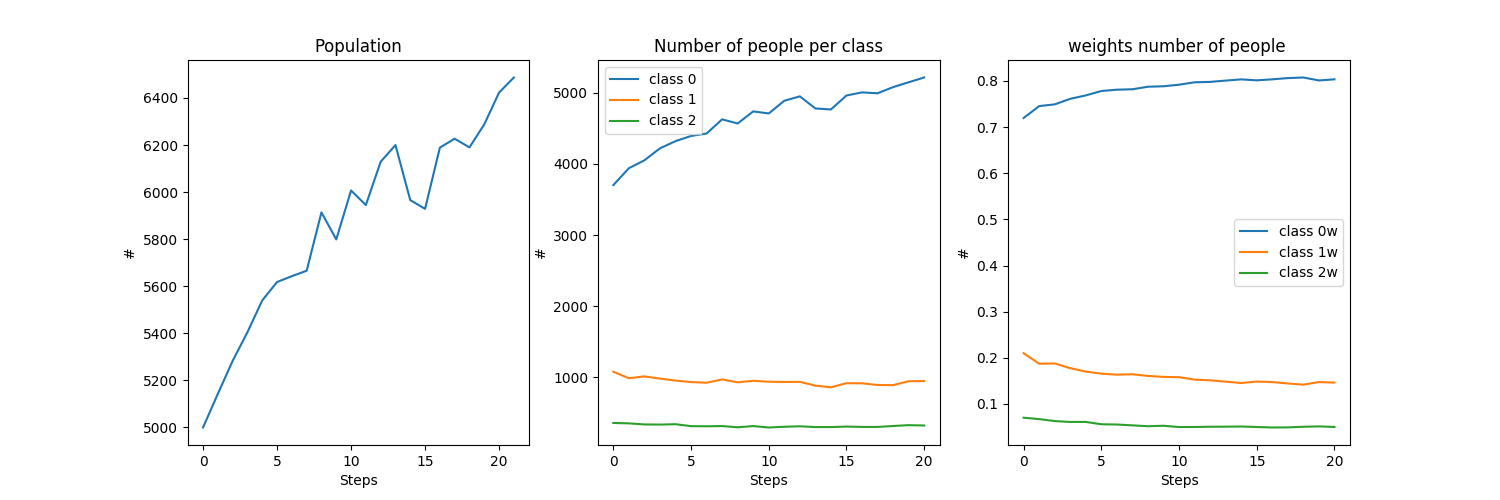 Population
#
6400
6200
6000
5800
5600
5400
5200
5000
0 5 10 15 20
Steps
Number of people per class
#
class 0
class 1
class 2
5000
4000
3000
2000
1000
0 5 10 15 20
Steps
weights number of people
#
0.8
0.7
0.6
0.5
0.4
0.3
0.2
0.1
class 0w
class 1w
class 2w
0 5 10 15 20
Steps